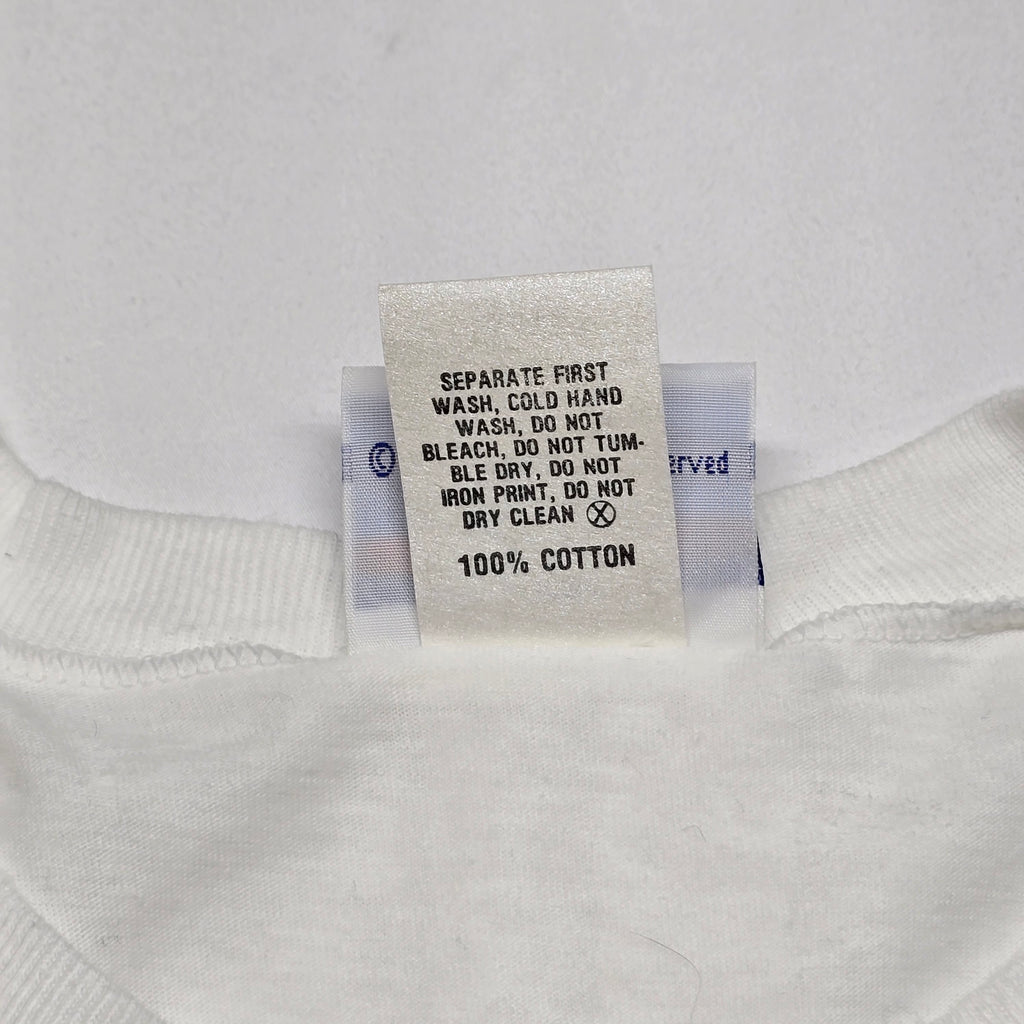 SEPARATE FIRST
WASH, COLD HAND
WASH, DO NOT
BLEACH, DO NOT TUM-
BLE DRY, DO NOT
IRON PRINT, DO NOT
DRY CLEAN Ⓧ
100% COTTON
© erved